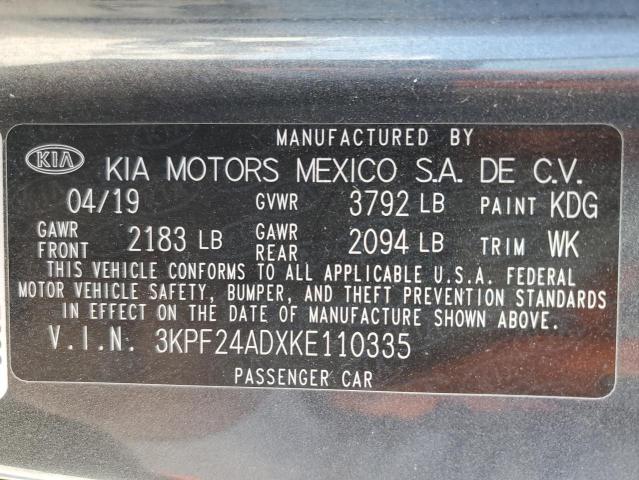 MANUFACTURED BY
KIA KIA MOTORS MEXICO S.A. DE C.V.
04/19 GVWR 3792 LB PAINT KDG
GAWR FRONT 2183 LB GAWR REAR 2094 LB TRIM WK
THIS VEHICLE CONFORMS TO ALL APPLICABLE U.S.A. FEDERAL
MOTOR VEHICLE SAFETY, BUMPER, AND THEFT PREVENTION STANDARDS
IN EFFECT ON THE DATE OF MANUFACTURE SHOWN ABOVE.
V.I.N. 3KPF24ADXKE110335
PASSENGER CAR